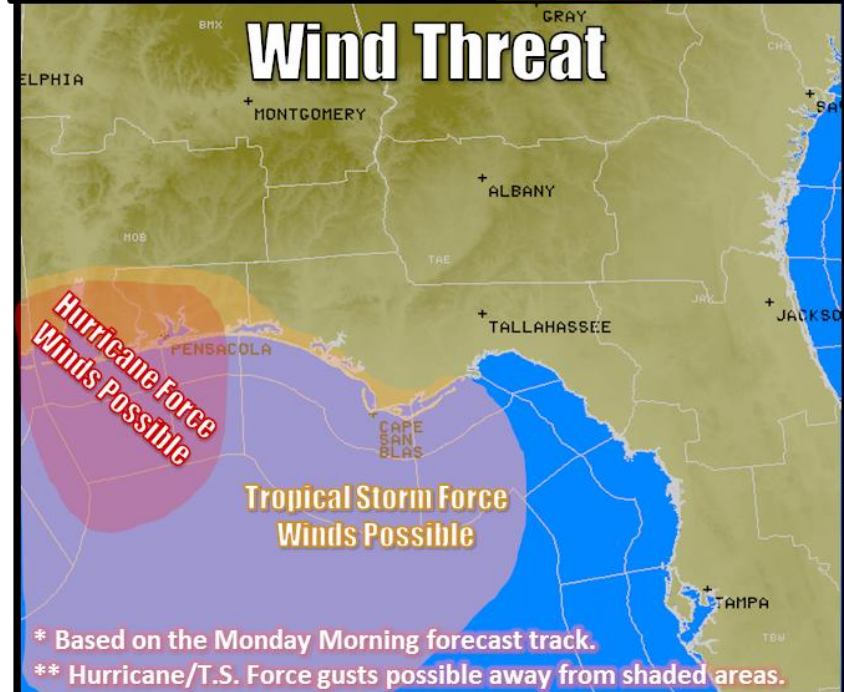 GRAY
BMX
Wind Threat
CHS
ELPHIA
MONTGOMERY
SAV
ALBANY
MOB
TAE
JAX
Hurricane Force
Winds Possible
JACKSO
TALLAHASSEE
PENSACOLA
CAPE
SAN
BLAS
Tropical Storm Force
Winds Possible
TAMPA
TBW
* Based on the Monday Morning forecast track.
** Hurricane/T.S. Force gusts possible away from shaded areas.